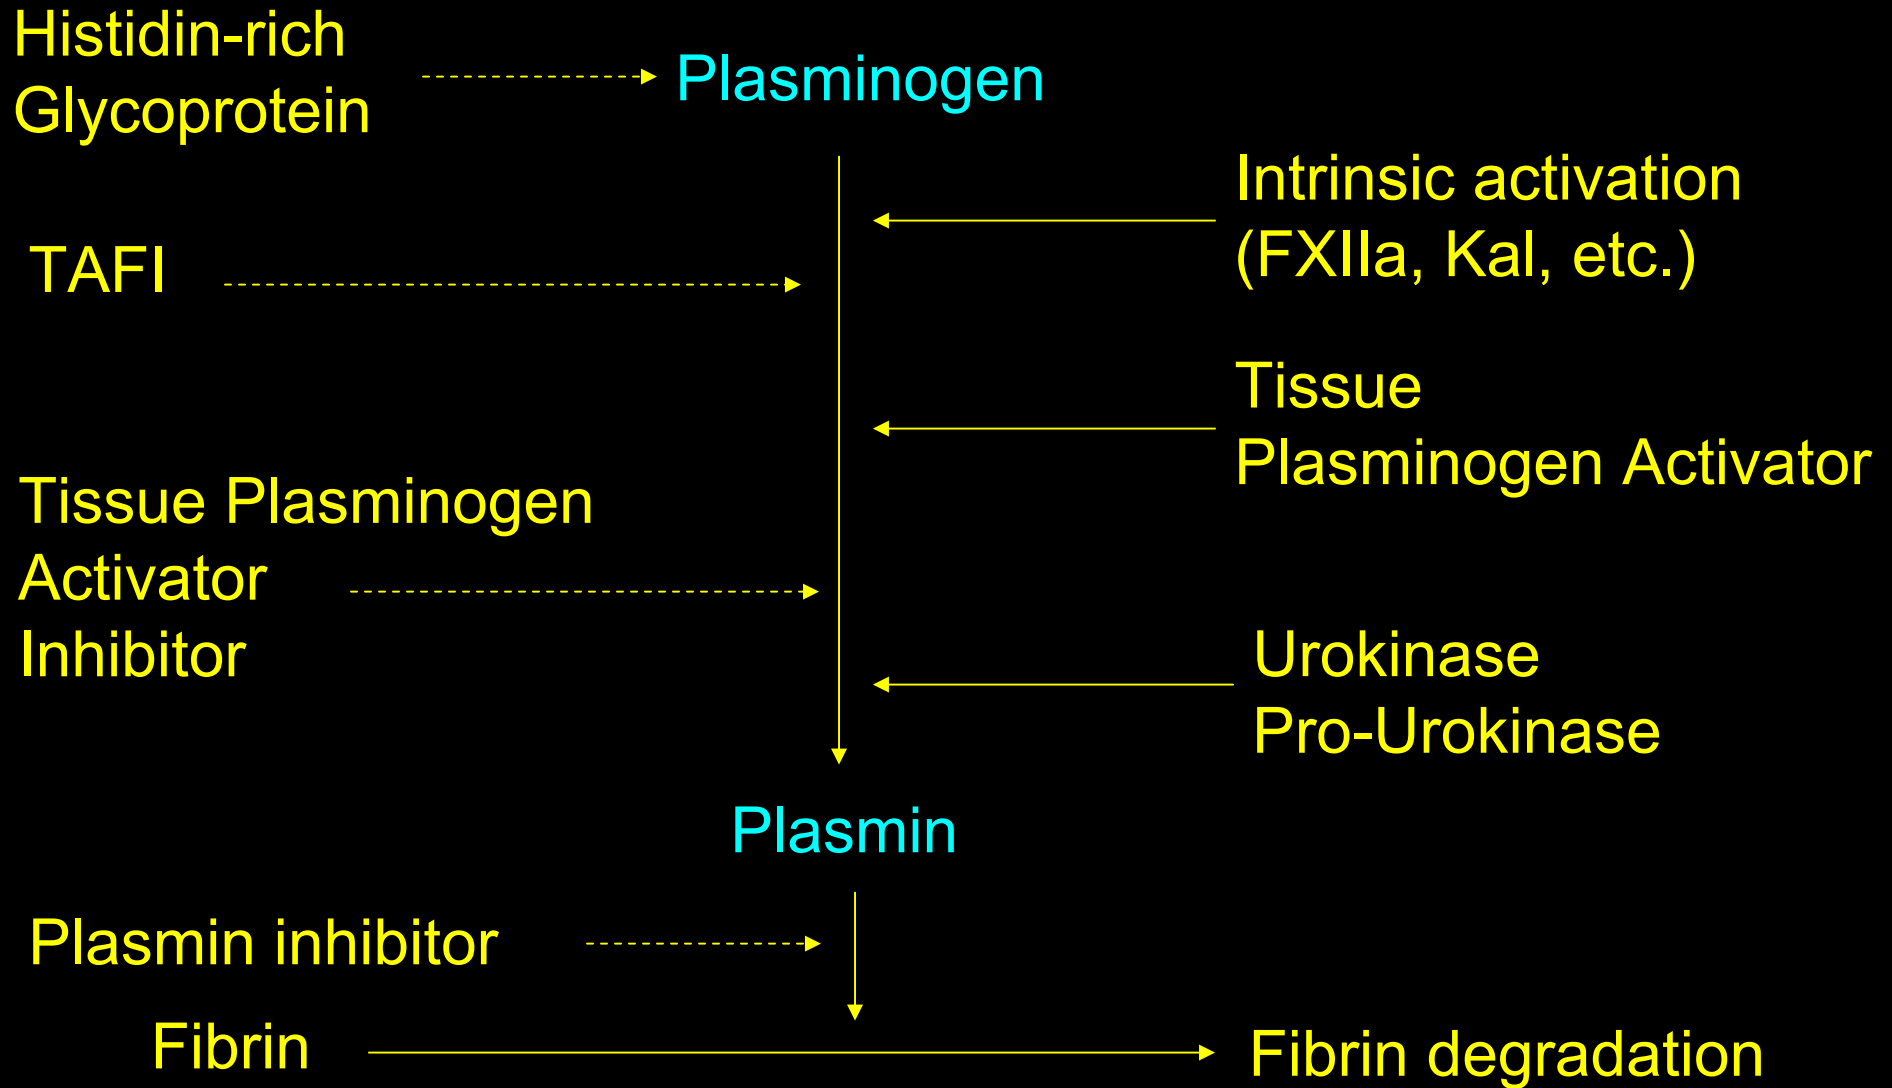 Histidin-rich
Glycoprotein
Plasminogen
Intrinsic activation
(FXIIa, Kal, etc.)
TAFI
Tissue
Plasminogen Activator
Tissue Plasminogen
Activator
Inhibitor
Urokinase
Pro-Urokinase
Plasmin
Plasmin inhibitor
Fibrin
Fibrin degradation